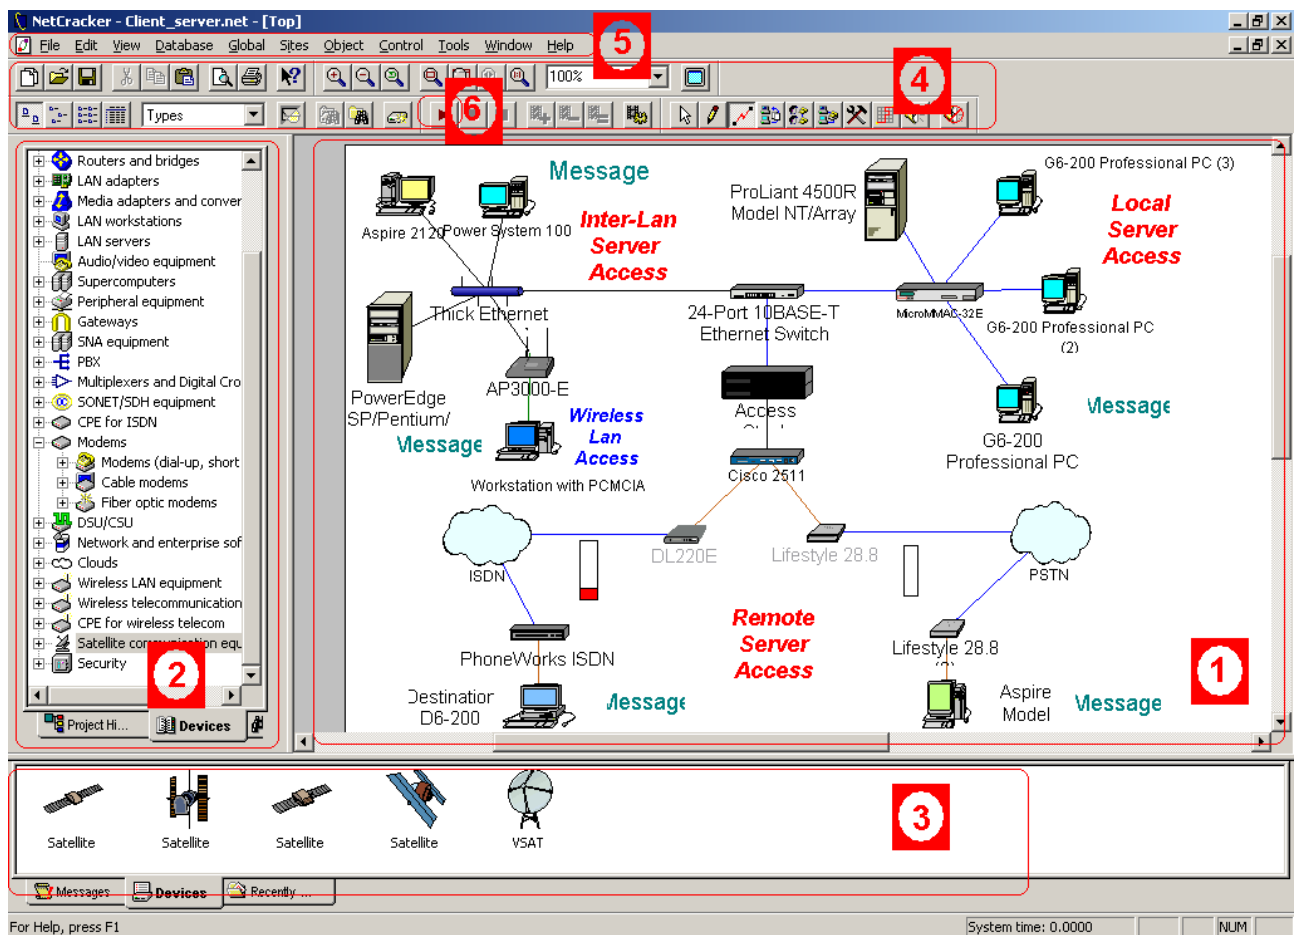 NetCracker - Client_server.net - [Top]
File Edit View Database Global Sites Object Control Tools Window Help
5
100%
4
Types
6
Routers and bridges
LAN adapters
Media adapters and conver
LAN workstations
LAN servers
Audio/video equipment
Supercomputers
Peripheral equipment
Gateways
SNA equipment
PBX
Multiplexers and Digital Cro
SONET/SDH equipment
CPE for ISDN
Modems
Modems (dial-up, short
Cable modems
Fiber optic modems
DSU/CSU
Network and enterprise sof
Clouds
Wireless LAN equipment
Wireless telecommunication
CPE for wireless telecom
Satellite communication equ
Security
2
Project Hi...
Devices
Message
Aspire 2120
Power System 100
Inter-Lan
Server
Access
ProLiant 4500R
Model NT/Array
G6-200 Professional PC (3)
Local
Server
Access
Thick Ethernet
24-Port 10BASE-T
Ethernet Switch
MicroMMAC-32E
G6-200 Professional PC
(2)
PowerEdge
SP/Pentium/
AP3000-E
Access
Message
Wireless
Lan
Access
Message
G6-200
Professional PC
Workstation with PCMCIA
Cisco 2511
ISDN
DL220E
Lifestyle 28.8
PSTN
Remote
Server
Access
PhoneWorks ISDN
Lifestyle 28.8
1
Destination
D6-200
Message
Aspire
Model
Message
3
Satellite
Satellite
Satellite
Satellite
VSAT
Messages
Devices
Recently ...
For Help, press F1
System time: 0.0000
NUM